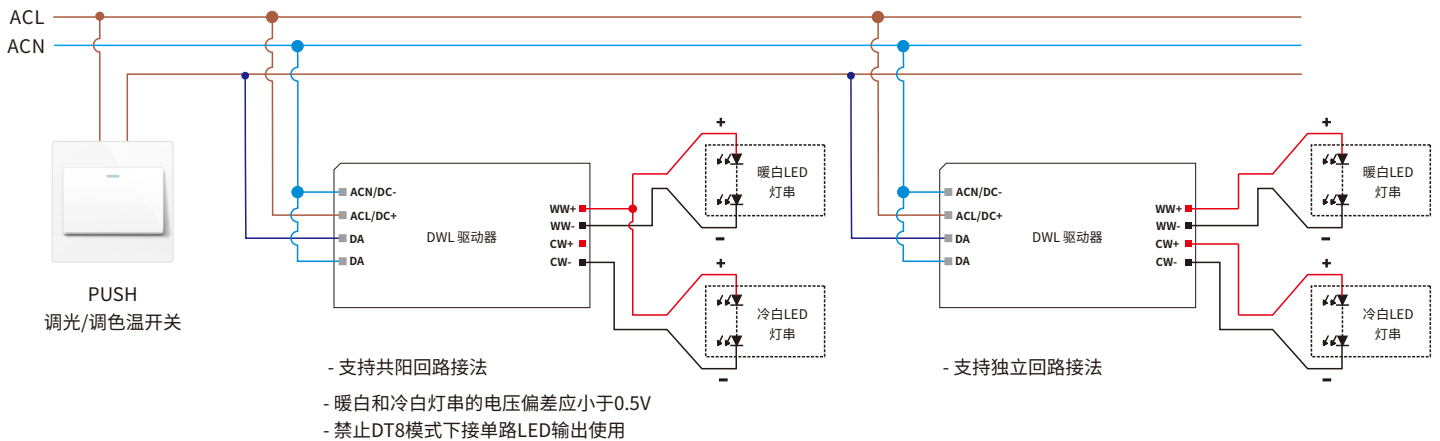 ACL
ACN
PUSH
调光/调色温开关
ACN/DC-
ACL/DC+
DA
DA
DWL 驱动器
WW+
WW-
CW+
CW-
+
暖白LED
灯串
-
+
冷白LED
灯串
-
- 支持共阳回路接法
- 暖白和冷白灯串的电压偏差应小于0.5V
- 禁止DT8模式下接单路LED输出使用
ACN/DC-
ACL/DC+
DA
DA
DWL 驱动器
WW+
WW-
CW+
CW-
+
暖白LED
灯串
-
+
冷白LED
灯串
-
- 支持独立回路接法